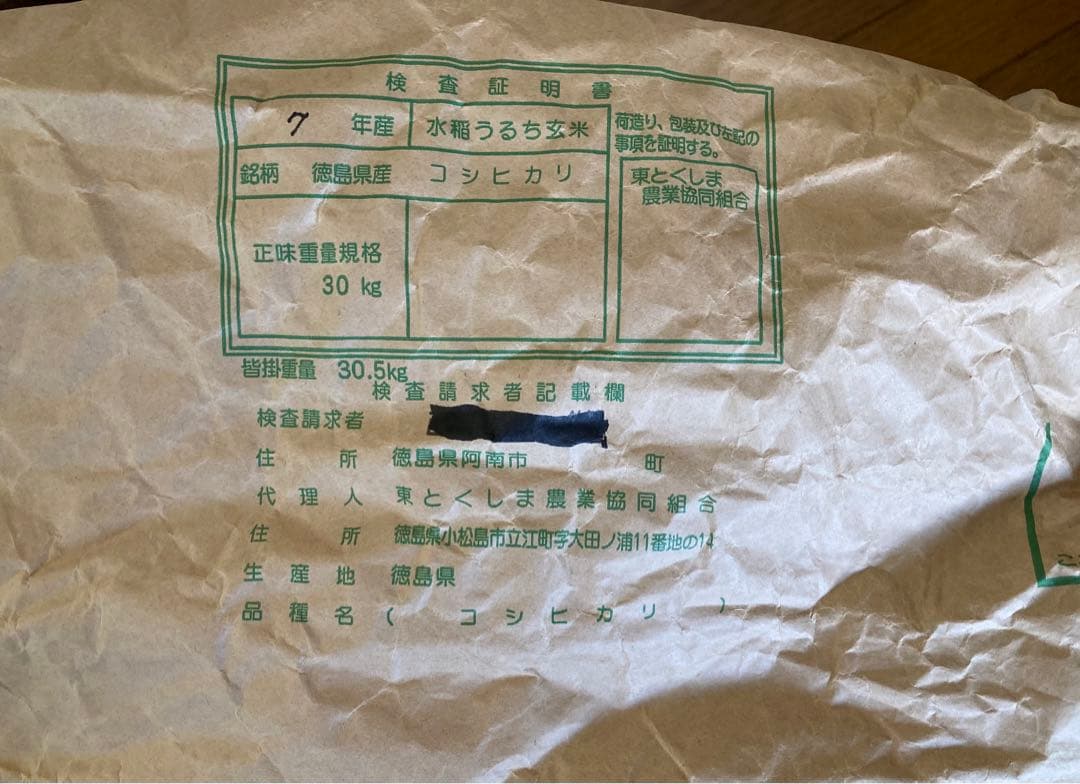 検査証明書
7 年産 水稲うるち玄米
荷造り、包装及び左記の
事項を証明する。
銘柄 徳島県産 コシヒカリ
東とくしま
農業協同組合
正味重量規格
30 kg
皆掛重量 30.5kg
検査請求者記載欄
検査請求者
住所 徳島県阿南市 町
代理人 東とくしま農業協同組合
住所 徳島県小松島市立江町字大田ノ浦11番地の14
生産地 徳島県
品種名 ( コシヒカリ )
こ